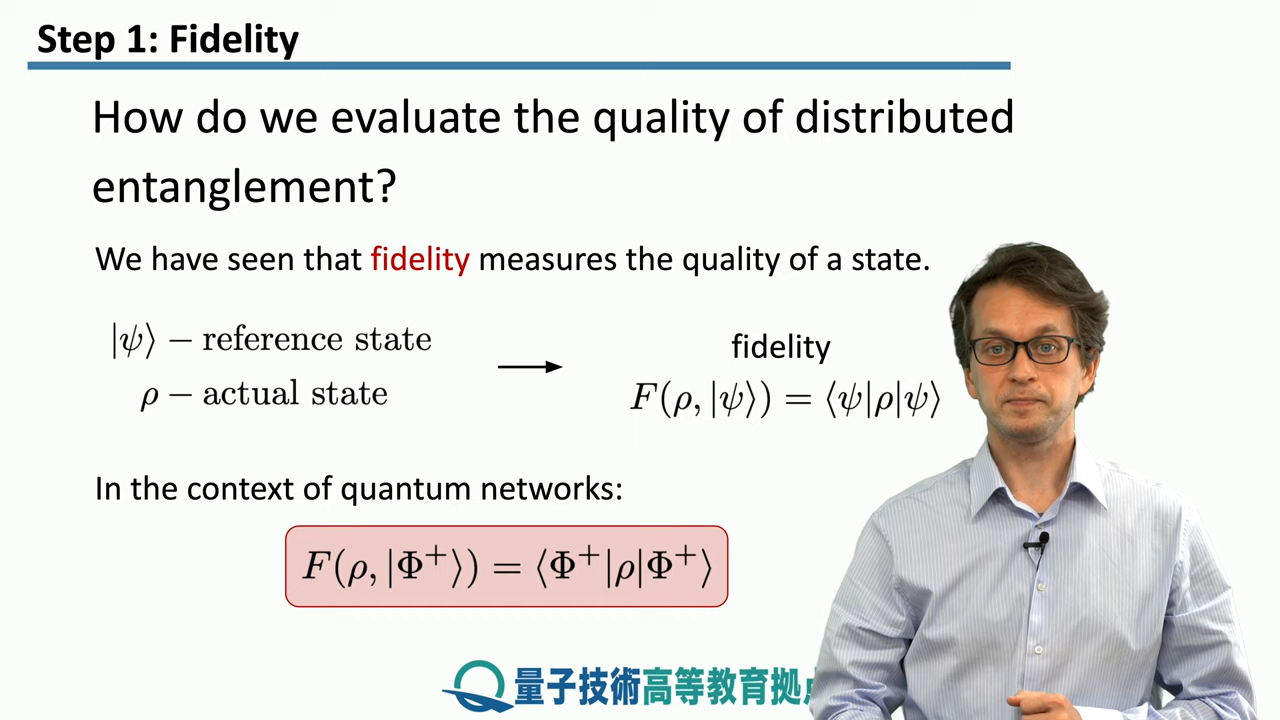 Step 1: Fidelity
How do we evaluate the quality of distributed
entanglement?
We have seen that fidelity measures the quality of a state.
|ψ⟩ – reference state
ρ – actual state
fidelity
F(ρ, |ψ⟩) = ⟨ψ|ρ|ψ⟩
In the context of quantum networks:
F(ρ, |Φ⁺⟩) = ⟨Φ⁺|ρ|Φ⁺⟩
量子技術高等教育拠点